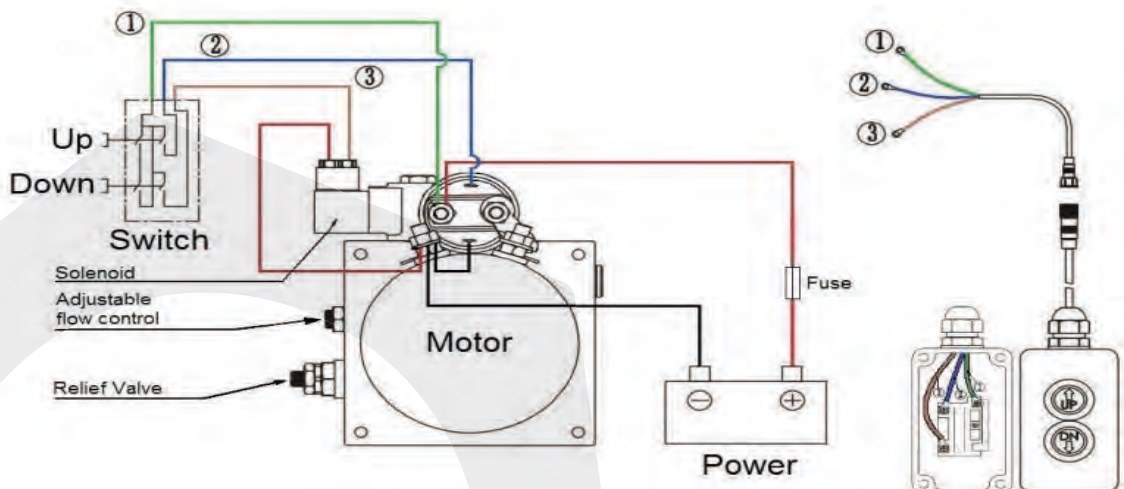 ①
②
③
Up
Down
Switch
Solenoid
Adjustable
flow control
Relief Valve
Motor
Fuse
Power
①
②
③
UP
DN